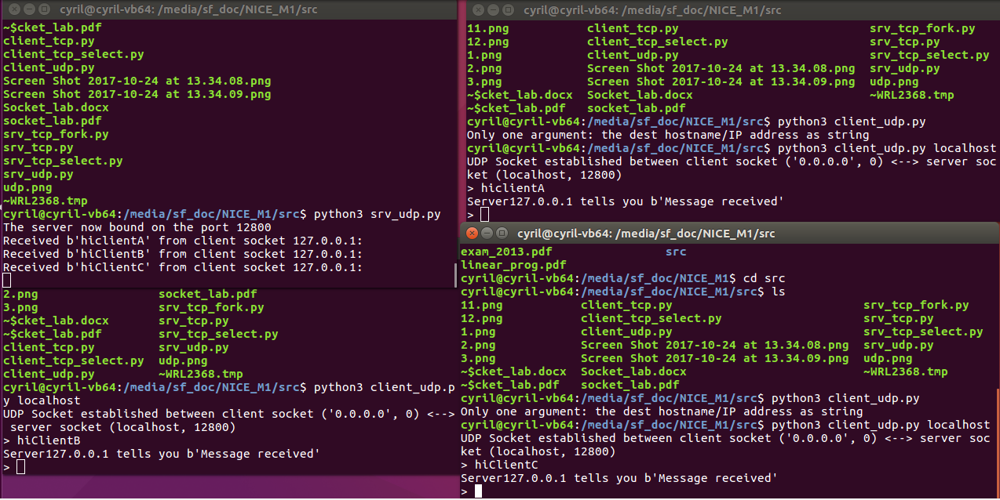 cyril@cyril-vb64: /media/sf_doc/NICE_M1/src
~$cket_lab.pdf
client_tcp.py
client_tcp_select.py
client_udp.py
Screen Shot 2017-10-24 at 13.34.08.png
Screen Shot 2017-10-24 at 13.34.09.png
Socket_lab.docx
socket_lab.pdf
srv_tcp_fork.py
srv_tcp.py
srv_tcp_select.py
srv_udp.py
udp.png
~WRL2368.tmp
cyril@cyril-vb64:/media/sf_doc/NICE_M1/src$ python3 srv_udp.py
The server now bound on the port 12800
Received b'hiclientA' from client socket 127.0.0.1:
Received b'hiClientB' from client socket 127.0.0.1:
Received b'hiClientC' from client socket 127.0.0.1:
2.png socket_lab.pdf
3.png srv_tcp_fork.py
~$cket_lab.docx srv_tcp.py
~$cket_lab.pdf srv_tcp_select.py
client_tcp.py srv_udp.py
client_tcp_select.py udp.png
client_udp.py ~WRL2368.tmp
cyril@cyril-vb64:/media/sf_doc/NICE_M1/src$ python3 client_udp.p
y localhost
UDP Socket established between client socket ('0.0.0.0', 0) <-->
server socket (localhost, 12800)
> hiClientB
Server127.0.0.1 tells you b'Message received'
>
cyril@cyril-vb64: /media/sf_doc/NICE_M1/src
11.png client_tcp.py srv_tcp_fork.py
12.png client_tcp_select.py srv_tcp.py
1.png client_udp.py srv_tcp_select.py
2.png Screen Shot 2017-10-24 at 13.34.08.png srv_udp.py
3.png Screen Shot 2017-10-24 at 13.34.09.png udp.png
~$cket_lab.docx Socket_lab.docx ~WRL2368.tmp
~$cket_lab.pdf socket_lab.pdf
cyril@cyril-vb64:/media/sf_doc/NICE_M1/src$ python3 client_udp.py
Only one argument: the dest hostname/IP address as string
cyril@cyril-vb64:/media/sf_doc/NICE_M1/src$ python3 client_udp.py localhost
UDP Socket established between client socket ('0.0.0.0', 0) <--> server soc
ket (localhost, 12800)
> hiclientA
Server127.0.0.1 tells you b'Message received'
>
cyril@cyril-vb64: /media/sf_doc/NICE_M1/src
exam_2013.pdf src
linear_prog.pdf
cyril@cyril-vb64:/media/sf_doc/NICE_M1$ cd src
cyril@cyril-vb64:/media/sf_doc/NICE_M1/src$ ls
11.png client_tcp.py srv_tcp_fork.py
12.png client_tcp_select.py srv_tcp.py
1.png client_udp.py srv_tcp_select.py
2.png Screen Shot 2017-10-24 at 13.34.08.png srv_udp.py
3.png Screen Shot 2017-10-24 at 13.34.09.png udp.png
~$cket_lab.docx Socket_lab.docx ~WRL2368.tmp
~$cket_lab.pdf socket_lab.pdf
cyril@cyril-vb64:/media/sf_doc/NICE_M1/src$ python3 client_udp.py
Only one argument: the dest hostname/IP address as string
cyril@cyril-vb64:/media/sf_doc/NICE_M1/src$ python3 client_udp.py localhost
UDP Socket established between client socket ('0.0.0.0', 0) <--> server soc
ket (localhost, 12800)
> hiClientC
Server127.0.0.1 tells you b'Message received'
>